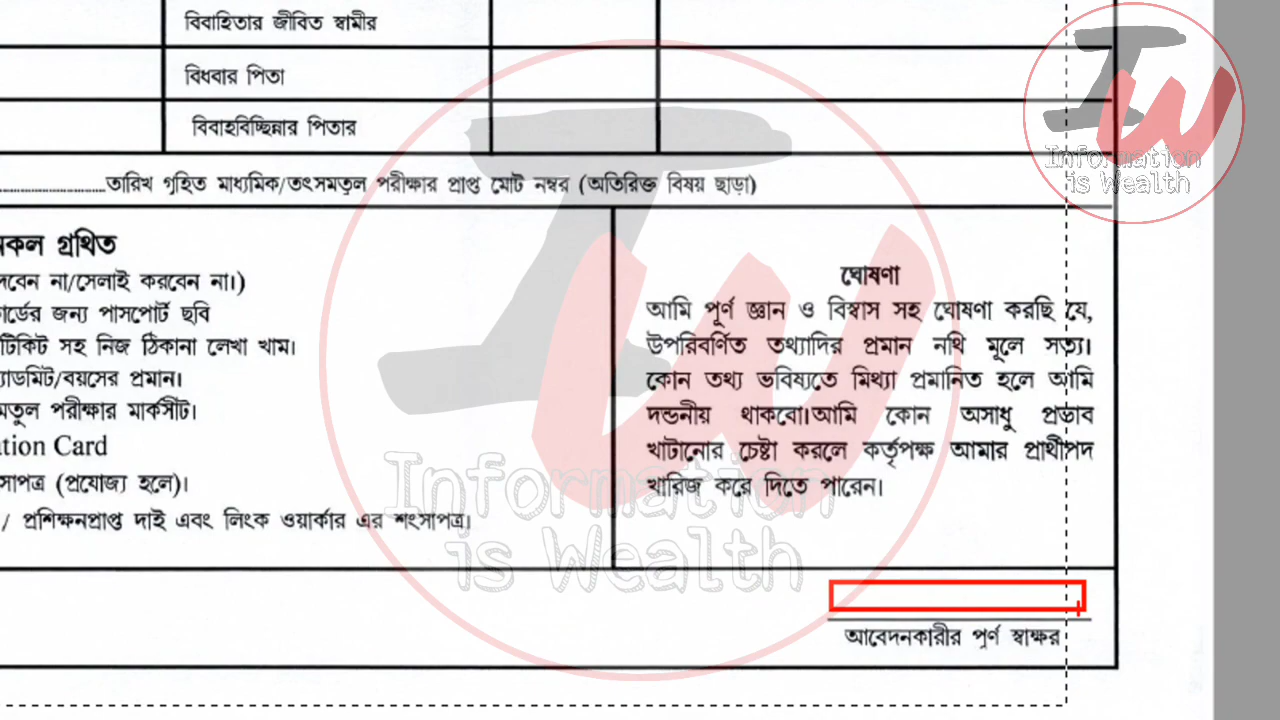 বিবাহিতার জীবিত স্বামীর
বিধবার পিতা
বিবাহবিচ্ছিন্নার পিতার
তারিখ গৃহিত মাধ্যমিক/তৎসমতুল পরীক্ষার প্রাপ্ত মোট নম্বর (অতিরিক্ত বিষয় ছাড়া)
নকল গ্রথিত
দেবেন না/সেলাই করবেন না।)
কার্ডের জন্য পাসপোর্ট ছবি
টিকিট সহ নিজ ঠিকানা লেখা খাম।
্যাডমিট/বয়সের প্রমান।
মতুল পরীক্ষার মার্কসীট।
ation Card
সাপত্র (প্রযোজ্য হলে)।
/ প্রশিক্ষনপ্রাপ্ত দাই এবং লিংক ওয়ার্কার এর শংসাপত্র।
ঘোষণা
আমি পূর্ণ জ্ঞান ও বিশ্বাস সহ ঘোষণা করছি যে,
উপরিবর্ণিত তথ্যাদির প্রমান নথি মূলে সত্য।
কোন তথ্য ভবিষ্যতে মিথ্যা প্রমানিত হলে আমি
দন্ডনীয় থাকবো।আমি কোন অসাধু প্রভাব
খাটানোর চেষ্টা করলে কর্তৃপক্ষ আমার প্রার্থীপদ
খারিজ করে দিতে পারেন।
আবেদনকারীর পূর্ণ স্বাক্ষর
Information
is Wealth
Information
is Wealth